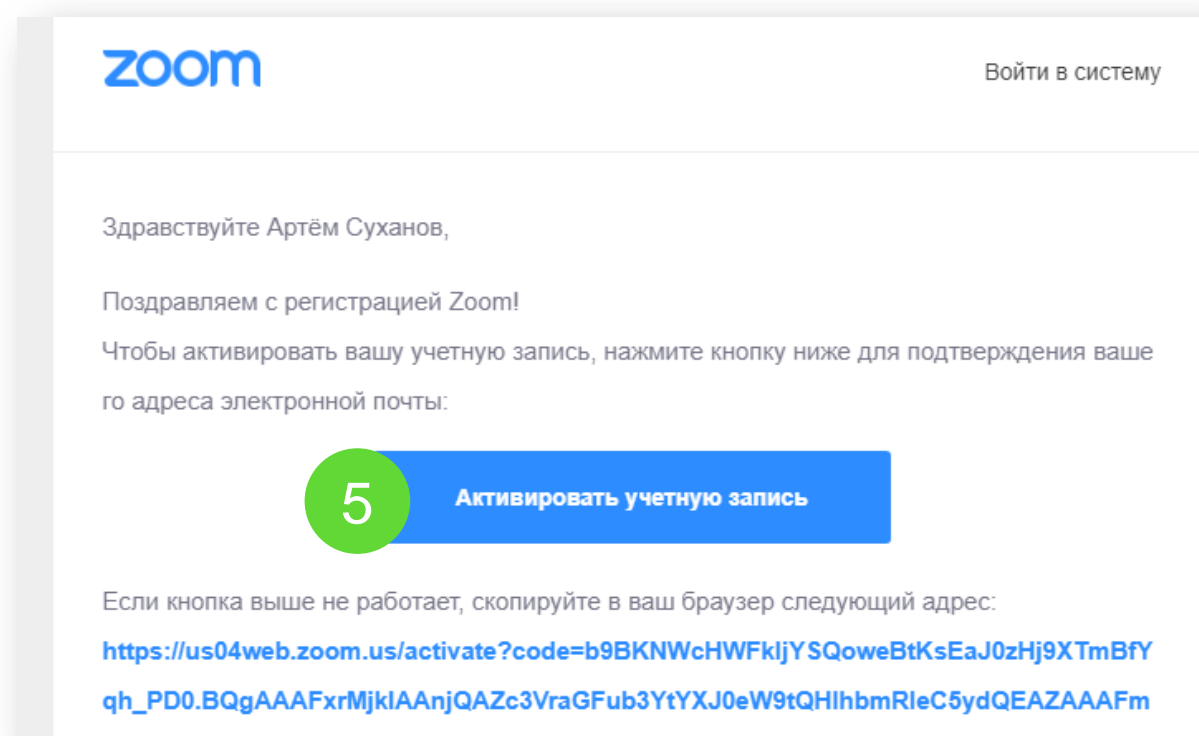 zoom
Войти в систему
Здравствуйте Артём Суханов,
Поздравляем с регистрацией Zoom!
Чтобы активировать вашу учетную запись, нажмите кнопку ниже для подтверждения ваше
го адреса электронной почты:
5
Активировать учетную запись
Если кнопка выше не работает, скопируйте в ваш браузер следующий адрес:
https://us04web.zoom.us/activate?code=b9BKNWcHWFkIjYSQoweBtKsEaJ0zHj9XTmBfY
qh_PD0.BQgAAAFxrMjkIAAnjQAZc3VraGFub3YtYXJ0eW9tQHlhbmRleC5ydQEAZAAAFm